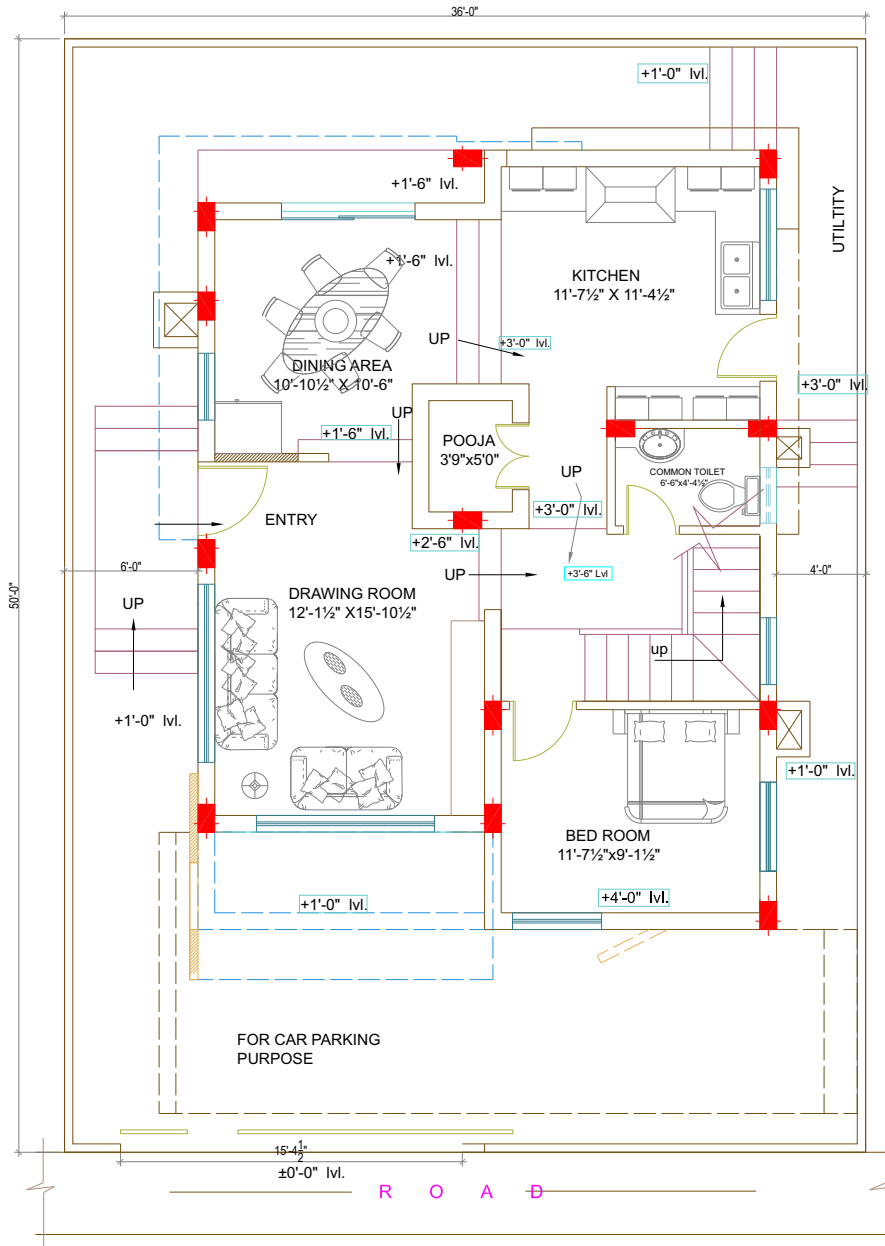 36'-0"
+1'-0" lvl.
+1'-6" lvl.
UTILTITY
+1'-6" lvl.
KITCHEN
11'-7½" X 11'-4½"
UP
+3'-0" lvl.
DINING AREA
10'-10½" X 10'-6"
+3'-0" lvl.
UP
+1'-6" lvl.
POOJA
3'9"x5'0"
UP
COMMON TOILET
6'-6"x4'-4½"
ENTRY
+3'-0" lvl.
+2'-6" lvl.
6'-0"
UP
+3'-6" Lvl
4'-0"
50'-0"
DRAWING ROOM
12'-1½" X15'-10½"
UP
up
+1'-0" lvl.
+1'-0" lvl.
BED ROOM
11'-7½"x9'-1½"
+1'-0" lvl.
+4'-0" lvl.
FOR CAR PARKING
PURPOSE
15'-4½"
±0'-0" lvl.
R O A D